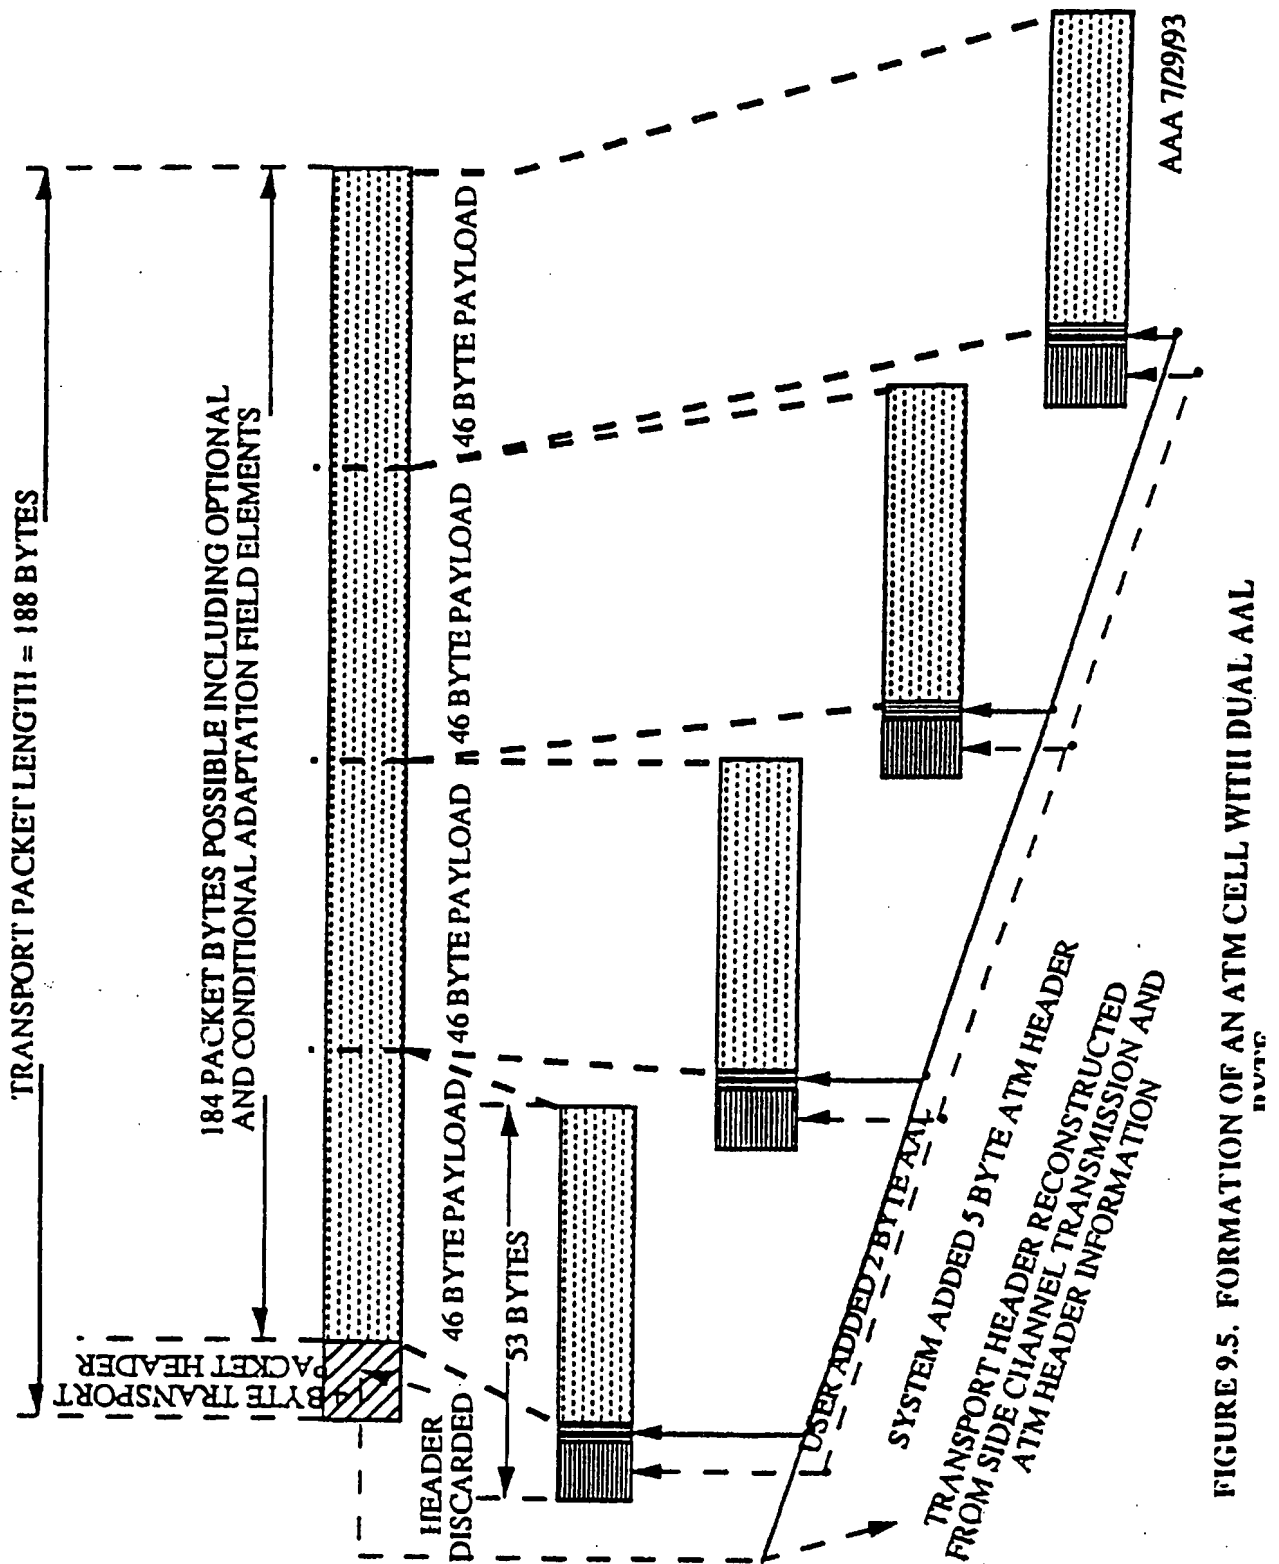 TRANSPORT PACKET LENGTH = 188 BYTES
184 PACKET BYTES POSSIBLE INCLUDING OPTIONAL
AND CONDITIONAL ADAPTATION FIELD ELEMENTS
4 BYTE TRANSPORT
PACKET HEADER
HEADER
DISCARDED
46 BYTE PAYLOAD
46 BYTE PAYLOAD
46 BYTE PAYLOAD
46 BYTE PAYLOAD
53 BYTES
USER ADDED 2 BYTE AAL
SYSTEM ADDED 5 BYTE ATM HEADER
TRANSPORT HEADER RECONSTRUCTED
FROM SIDE CHANNEL TRANSMISSION AND
ATM HEADER INFORMATION
AAA 7/29/93
FIGURE 9.5. FORMATION OF AN ATM CELL WITH DUAL AAL
BYTE